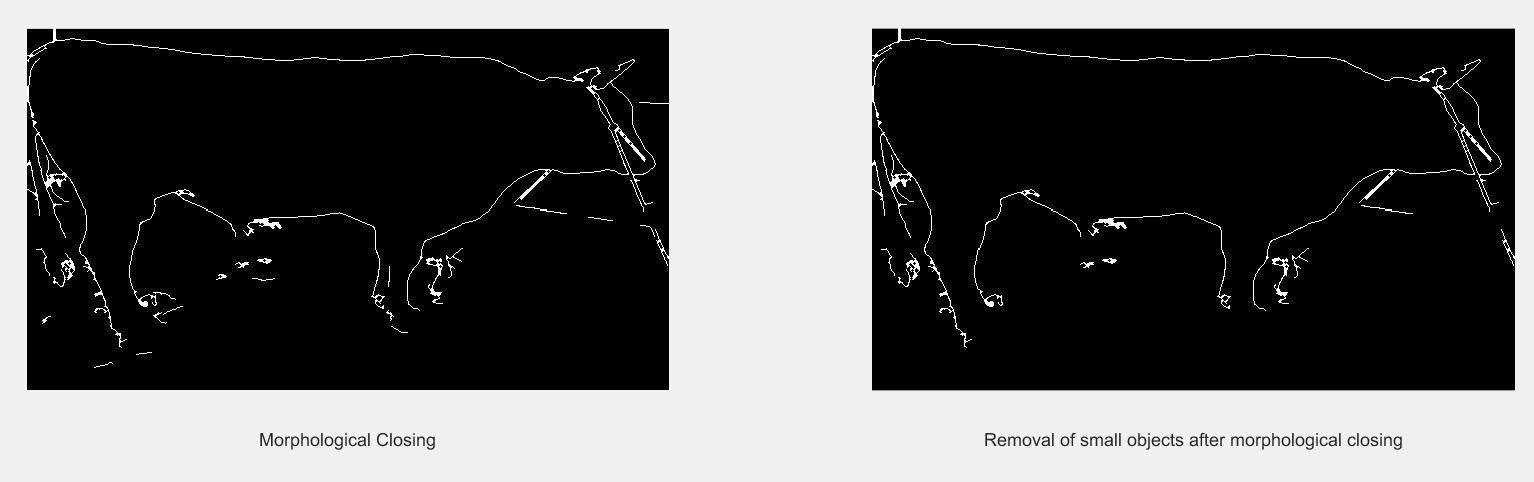 Morphological Closing
Removal of small objects after morphological closing